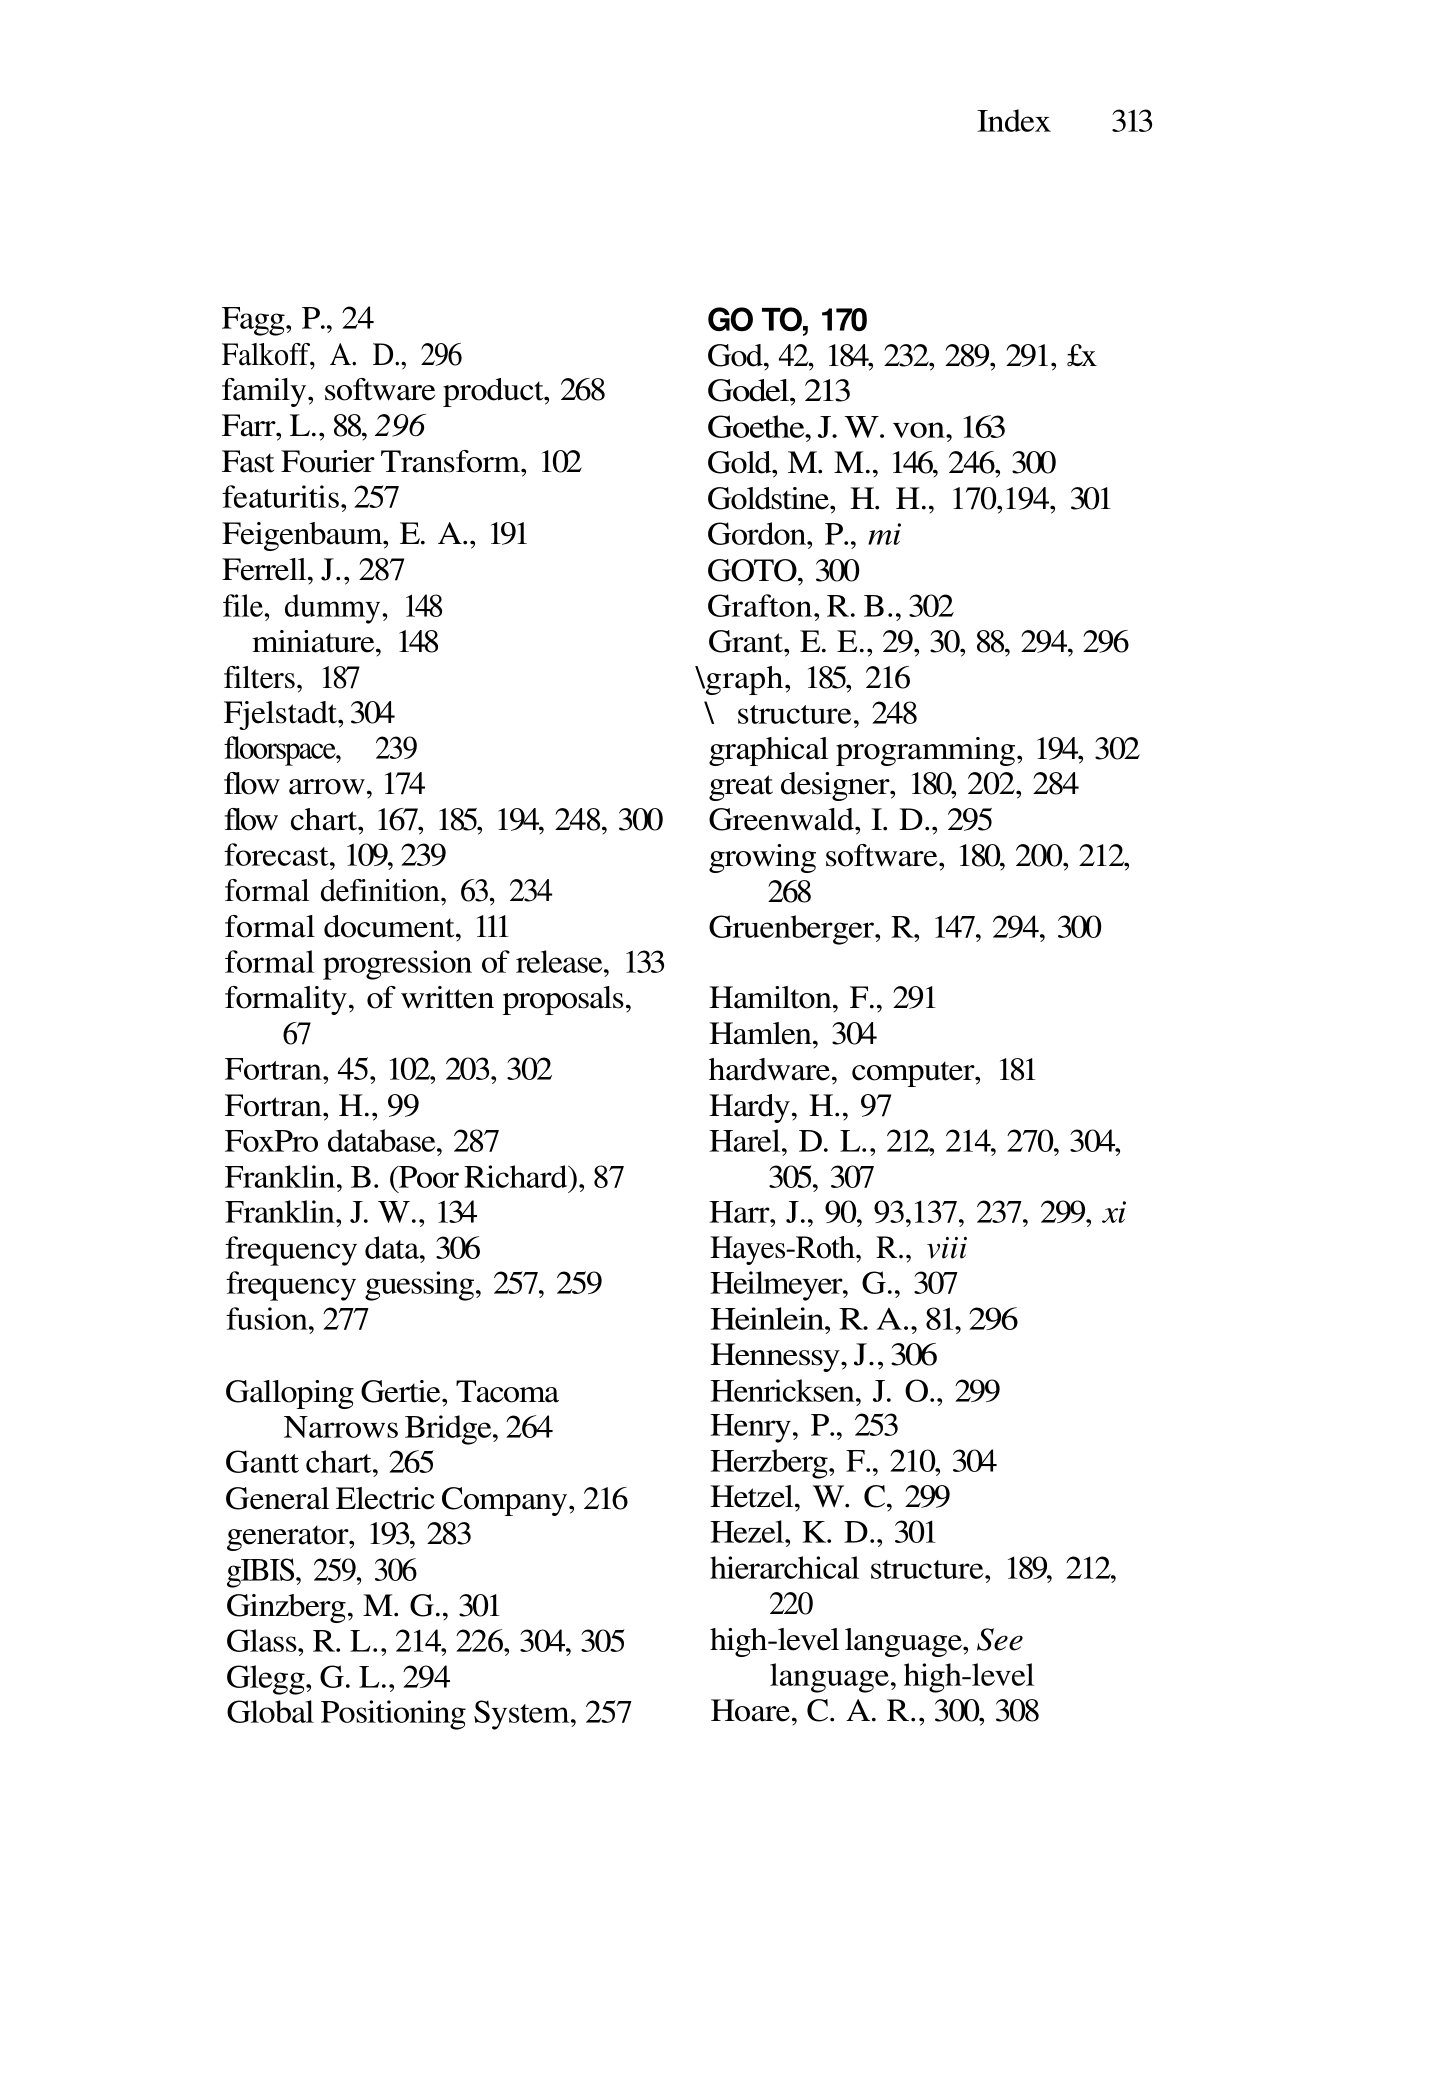 Index 313
Fagg, P., 24
Falkoff, A. D., 296
family, software product, 268
Farr, L., 88, 296
Fast Fourier Transform, 102
featuritis, 257
Feigenbaum, E. A., 191
Ferrell, J., 287
file, dummy, 148
miniature, 148
filters, 187
Fjelstadt, 304
floorspace, 239
flow arrow, 174
flow chart, 167, 185, 194, 248, 300
forecast, 109, 239
formal definition, 63, 234
formal document, 111
formal progression of release, 133
formality, of written proposals,
67
Fortran, 45, 102, 203, 302
Fortran, H., 99
FoxPro database, 287
Franklin, B. (Poor Richard), 87
Franklin, J. W., 134
frequency data, 306
frequency guessing, 257, 259
fusion, 277
Galloping Gertie, Tacoma
Narrows Bridge, 264
Gantt chart, 265
General Electric Company, 216
generator, 193, 283
gIBIS, 259, 306
Ginzberg, M. G., 301
Glass, R. L., 214, 226, 304, 305
Glegg, G. L., 294
Global Positioning System, 257
GO TO, 170
God, 42, 184, 232, 289, 291, £x
Godel, 213
Goethe, J. W. von, 163
Gold, M. M., 146, 246, 300
Goldstine, H. H., 170,194, 301
Gordon, P., mi
GOTO, 300
Grafton, R. B., 302
Grant, E. E., 29, 30, 88, 294, 296
\graph, 185, 216
\ structure, 248
graphical programming, 194, 302
great designer, 180, 202, 284
Greenwald, I. D., 295
growing software, 180, 200, 212,
268
Gruenberger, R, 147, 294, 300
Hamilton, F., 291
Hamlen, 304
hardware, computer, 181
Hardy, H., 97
Harel, D. L., 212, 214, 270, 304,
305, 307
Harr, J., 90, 93,137, 237, 299, xi
Hayes-Roth, R., viii
Heilmeyer, G., 307
Heinlein, R. A., 81, 296
Hennessy, J., 306
Henricksen, J. O., 299
Henry, P., 253
Herzberg, F., 210, 304
Hetzel, W. C, 299
Hezel, K. D., 301
hierarchical structure, 189, 212,
220
high-level language, See
language, high-level
Hoare, C. A. R., 300, 308